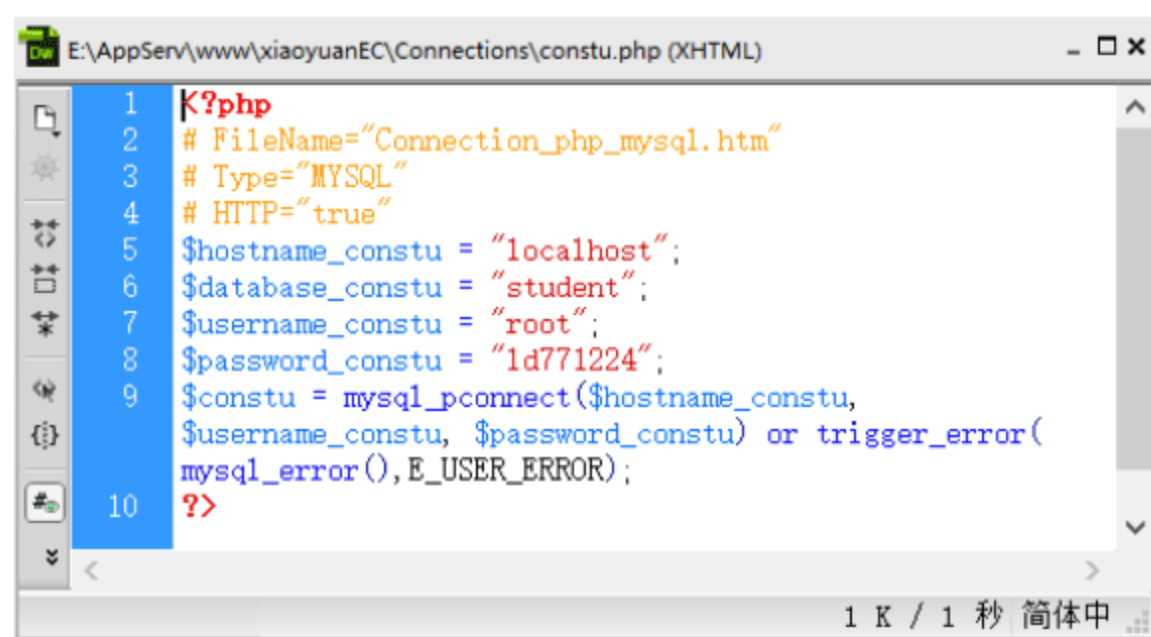 Dw E:\AppServ\www\xiaoyuanEC\Connections\constu.php (XHTML)
1 <?php
2 # FileName="Connection_php_mysql.htm"
3 # Type="MYSQL"
4 # HTTP="true"
5 $hostname_constu = "localhost";
6 $database_constu = "student";
7 $username_constu = "root";
8 $password_constu = "ld771224";
9 $constu = mysql_pconnect($hostname_constu,
$username_constu, $password_constu) or trigger_error(
mysql_error(),E_USER_ERROR);
10 ?>
1 K / 1 秒 简体中